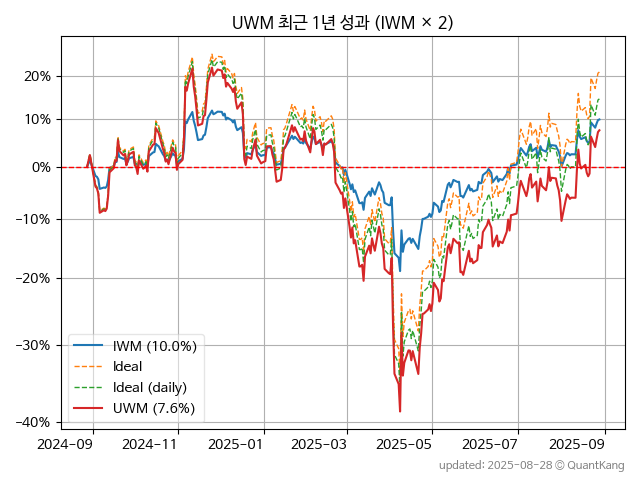 UWM 최근 1년 성과 (IWM × 2)
20%
10%
0%
−10%
−20%
−30%
−40%
IWM (10.0%)
Ideal
Ideal (daily)
UWM (7.6%)
2024-09 2024-11 2025-01 2025-03 2025-05 2025-07 2025-09
updated: 2025-08-28 © QuantKang